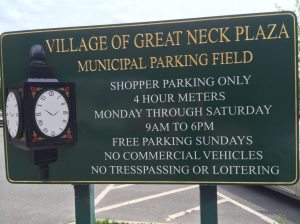 VILLAGE OF GREAT NECK PLAZA
MUNICIPAL PARKING FIELD
SHOPPER PARKING ONLY
4 HOUR METERS
MONDAY THROUGH SATURDAY
9AM TO 6PM
FREE PARKING SUNDAYS
NO COMMERCIAL VEHICLES
NO TRESSPASSING OR LOITERING